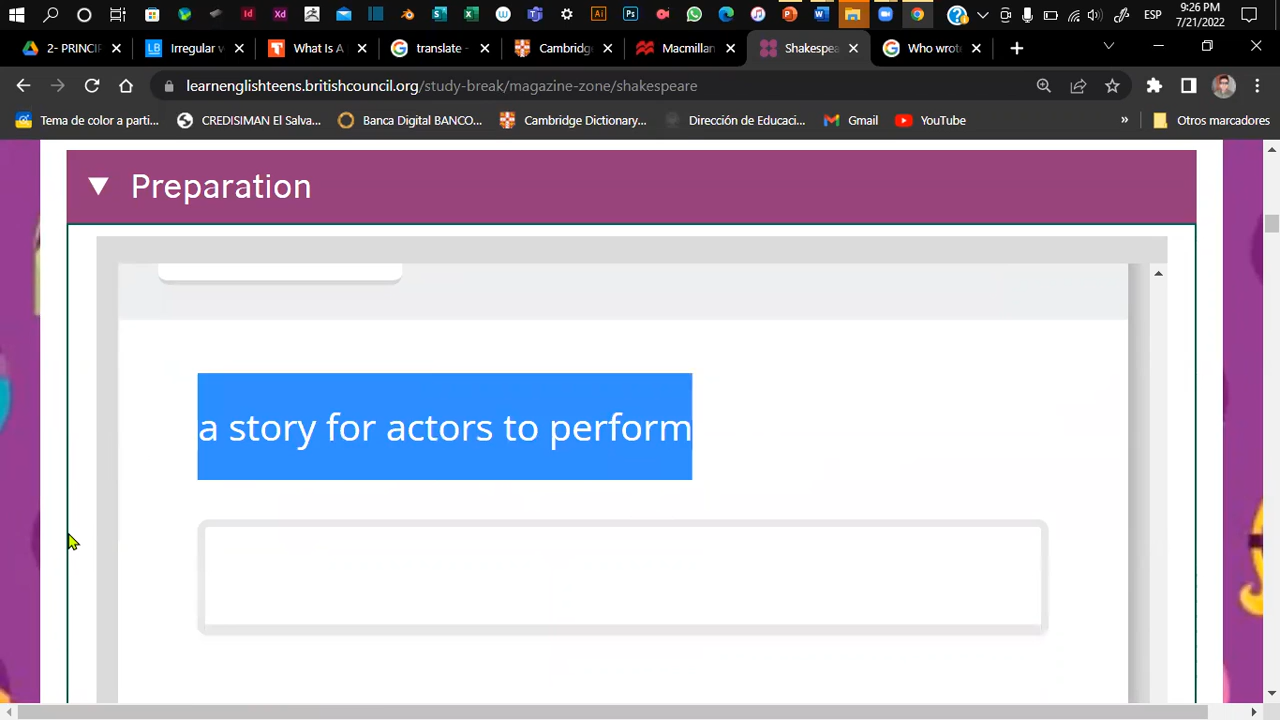 9:26 PM
ESP
7/21/2022
2- PRINCIP
Irregular v
What Is A
translate -
Cambridg
Macmillan
Shakespea
Who wrot
learnenglishteens.britishcouncil.org/study-break/magazine-zone/shakespeare
Tema de color a parti...
CREDISIMAN El Salva...
Banca Digital BANCO...
Cambridge Dictionary...
Dirección de Educaci...
Gmail
YouTube
»
Otros marcadores
Preparation
a story for actors to perform